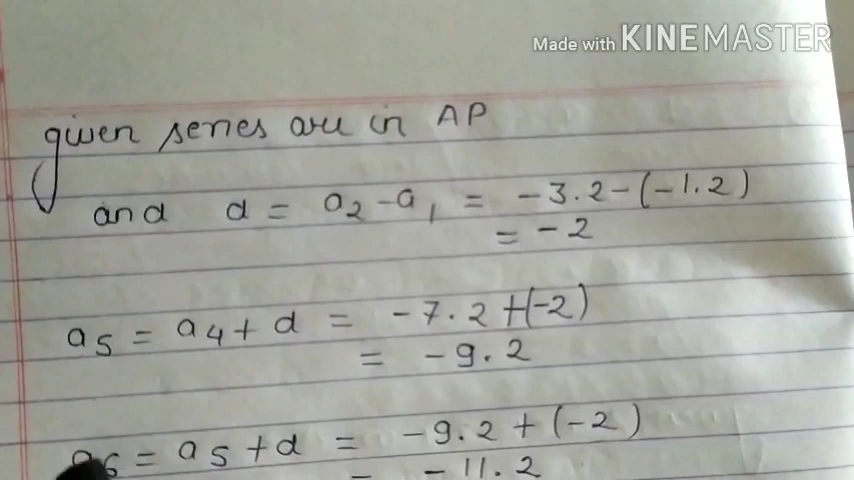 Made with KINEMASTER
given series are in AP
and d = a₂ - a₁ = -3.2 - (-1.2)
= -2
a₅ = a₄ + d = -7.2 + (-2)
= -9.2
a₆ = a₅ + d = -9.2 + (-2)
= -11.2